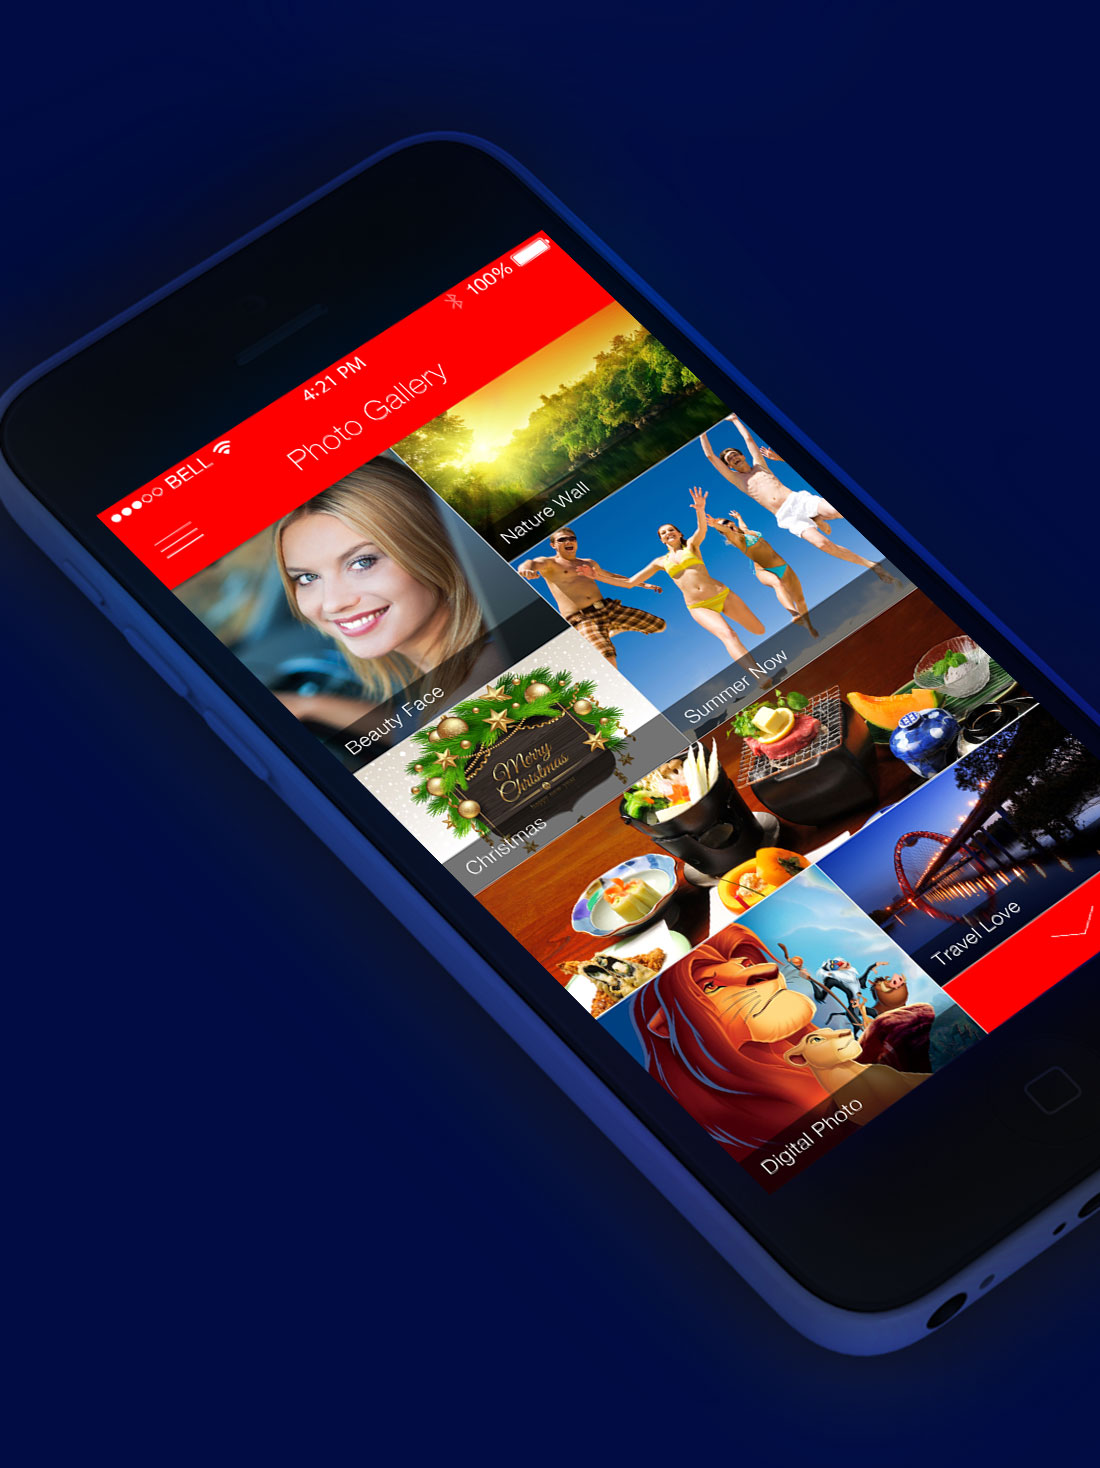 BELL
4:21 PM
100%
Photo Gallery
Beauty Face
Nature Wall
Summer Now
Merry
Christmas
Christmas
Travel Love
Digital Photo